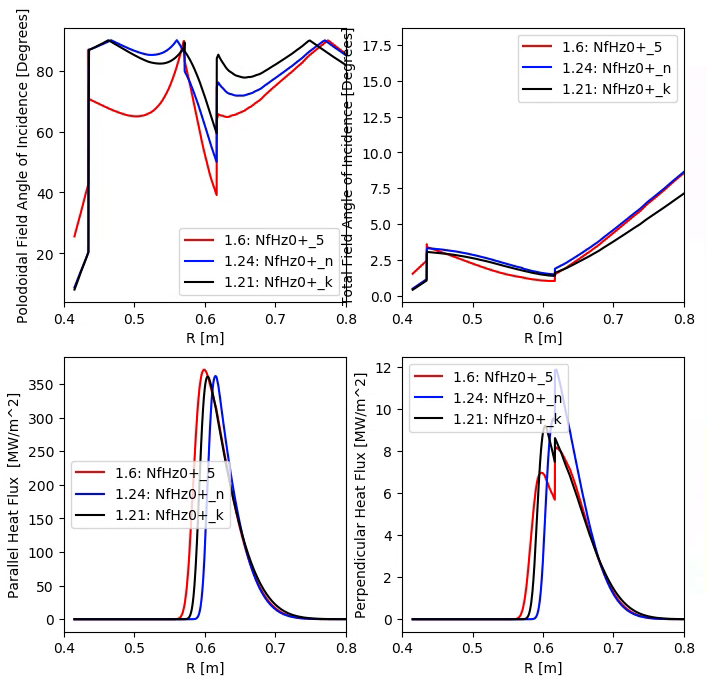 Polodoidal Field Angle of Incidence [Degrees]
80
60
40
20
1.6: NfHz0+_5
1.24: NfHz0+_n
1.21: NfHz0+_k
0.4 0.5 0.6 0.7 0.8
R [m]
Total Field Angle of Incidence [Degrees]
17.5
15.0
12.5
10.0
7.5
5.0
2.5
0.0
1.6: NfHz0+_5
1.24: NfHz0+_n
1.21: NfHz0+_k
0.4 0.5 0.6 0.7 0.8
R [m]
Parallel Heat Flux [MW/m^2]
350
300
250
200
150
100
50
0
1.6: NfHz0+_5
1.24: NfHz0+_n
1.21: NfHz0+_k
0.4 0.5 0.6 0.7 0.8
R [m]
Perpendicular Heat Flux [MW/m^2]
12
10
8
6
4
2
0
1.6: NfHz0+_5
1.24: NfHz0+_n
1.21: NfHz0+_k
0.4 0.5 0.6 0.7 0.8
R [m]